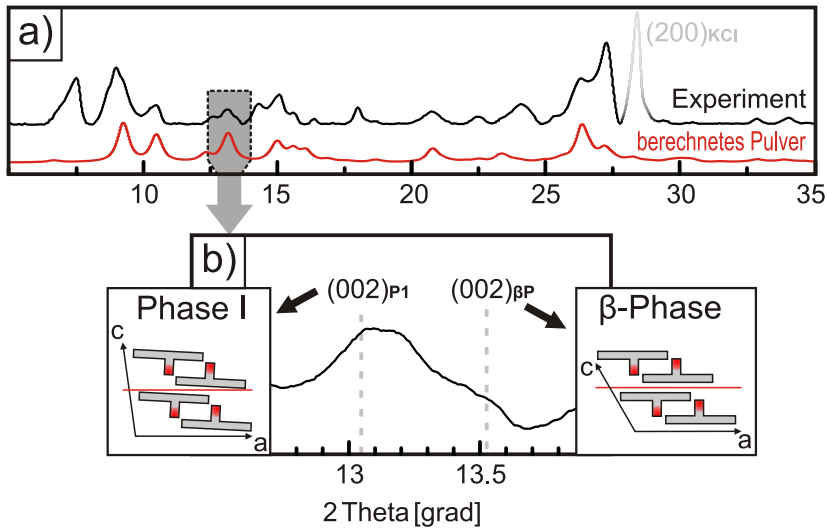 a)
(200)KCl
Experiment
berechnetes Pulver
10 15 20 25 30 35
b)
Phase I
(002)P1
(002)βP
β-Phase
c
a
c
a
13 13.5
2 Theta [grad]